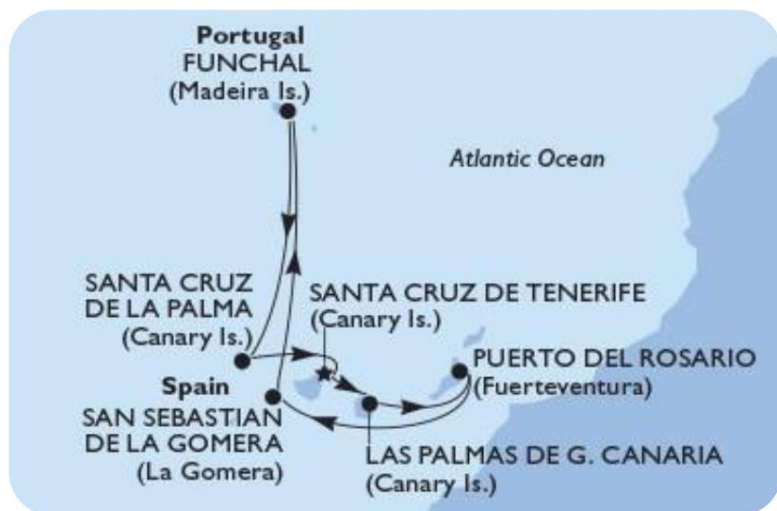 Portugal
FUNCHAL
(Madeira Is.)
Atlantic Ocean
SANTA CRUZ
DE LA PALMA
(Canary Is.)
SANTA CRUZ DE TENERIFE
(Canary Is.)
PUERTO DEL ROSARIO
(Fuerteventura)
Spain
SAN SEBASTIAN
DE LA GOMERA
(La Gomera)
LAS PALMAS DE G. CANARIA
(Canary Is.)